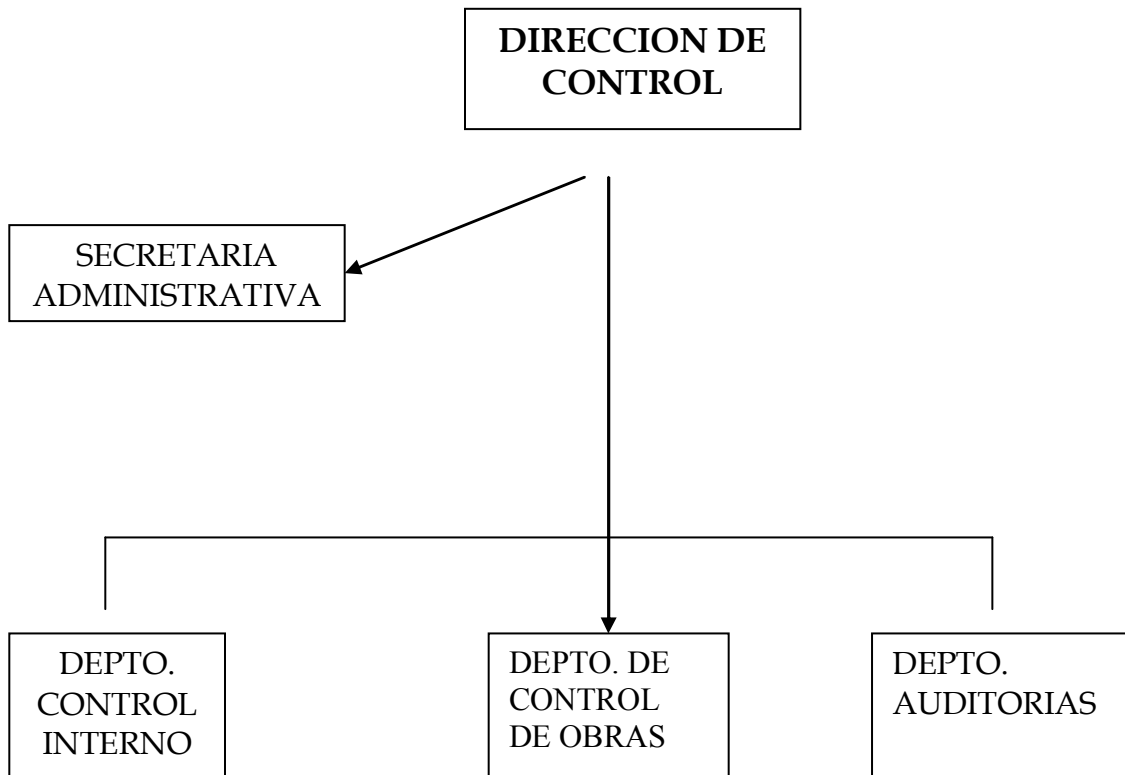 DIRECCION DE
CONTROL
SECRETARIA
ADMINISTRATIVA
DEPTO.
CONTROL
INTERNO
DEPTO. DE
CONTROL
DE OBRAS
DEPTO.
AUDITORIAS